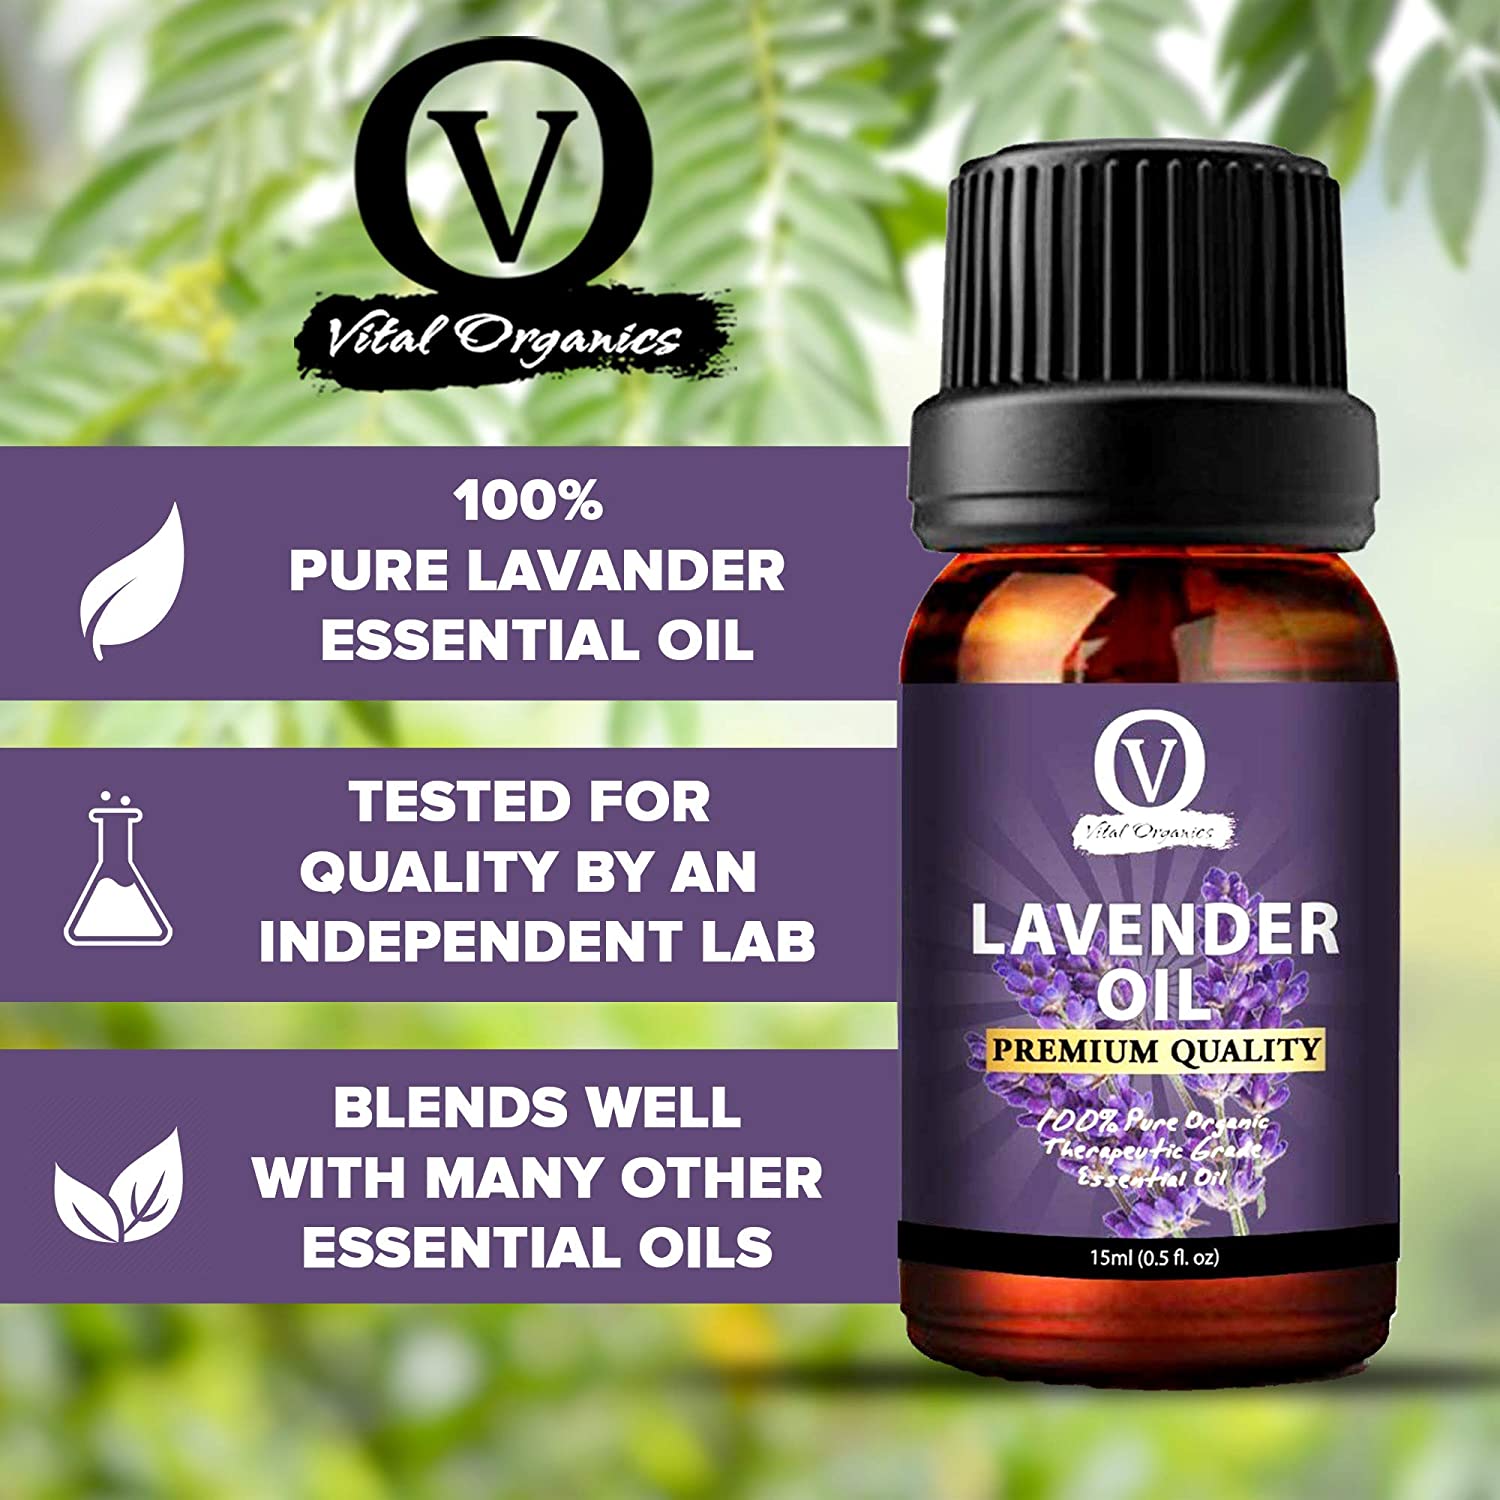 OV
Vital Organics
100%
PURE LAVANDER
ESSENTIAL OIL
TESTED FOR
QUALITY BY AN
INDEPENDENT LAB
BLENDS WELL
WITH MANY OTHER
ESSENTIAL OILS
OV
Vital Organics
LAVENDER
OIL
PREMIUM QUALITY
100% Pure Organic
Therapeutic Grade
Essential Oil
15ml (0.5 fl. oz)